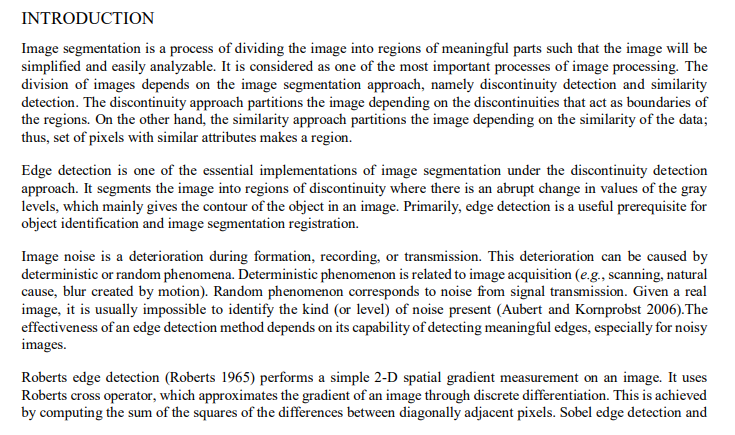 INTRODUCTION
Image segmentation is a process of dividing the image into regions of meaningful parts such that the image will be
simplified and easily analyzable. It is considered as one of the most important processes of image processing. The
division of images depends on the image segmentation approach, namely discontinuity detection and similarity
detection. The discontinuity approach partitions the image depending on the discontinuities that act as boundaries of
the regions. On the other hand, the similarity approach partitions the image depending on the similarity of the data;
thus, set of pixels with similar attributes makes a region.
Edge detection is one of the essential implementations of image segmentation under the discontinuity detection
approach. It segments the image into regions of discontinuity where there is an abrupt change in values of the gray
levels, which mainly gives the contour of the object in an image. Primarily, edge detection is a useful prerequisite for
object identification and image segmentation registration.
Image noise is a deterioration during formation, recording, or transmission. This deterioration can be caused by
deterministic or random phenomena. Deterministic phenomenon is related to image acquisition (e.g., scanning, natural
cause, blur created by motion). Random phenomenon corresponds to noise from signal transmission. Given a real
image, it is usually impossible to identify the kind (or level) of noise present (Aubert and Kornprobst 2006).The
effectiveness of an edge detection method depends on its capability of detecting meaningful edges, especially for noisy
images.
Roberts edge detection (Roberts 1965) performs a simple 2-D spatial gradient measurement on an image. It uses
Roberts cross operator, which approximates the gradient of an image through discrete differentiation. This is achieved
by computing the sum of the squares of the differences between diagonally adjacent pixels. Sobel edge detection and